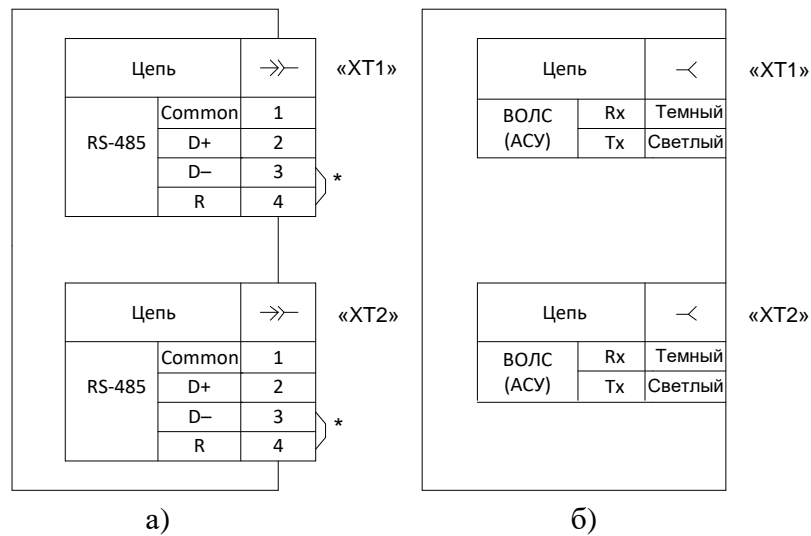 Цепь «XT1»
Common 1
RS-485 D+ 2
D– 3 *
R 4
Цепь «XT2»
Common 1
RS-485 D+ 2
D– 3 *
R 4
а)
Цепь «XT1»
ВОЛС Rx Темный
(АСУ) Tx Светлый
Цепь «XT2»
ВОЛС Rx Темный
(АСУ) Tx Светлый
б)